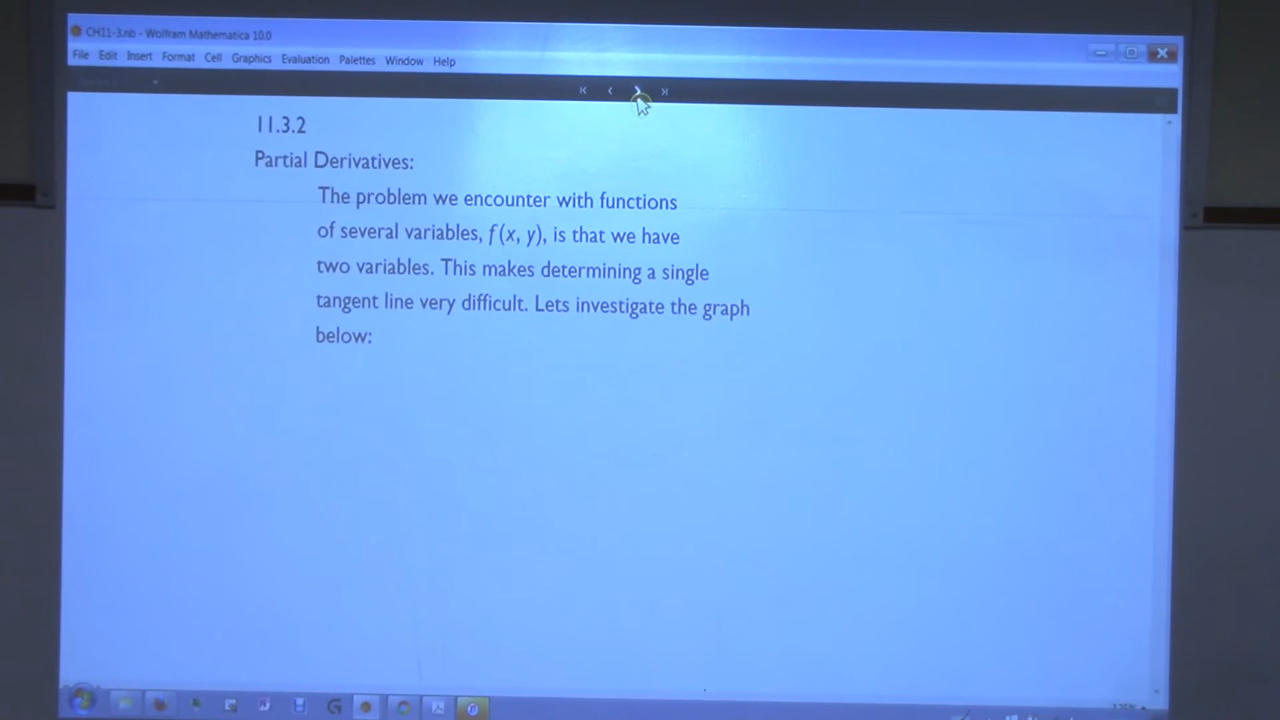 CH11-3.nb - Wolfram Mathematica 10.0
File Edit Insert Format Cell Graphics Evaluation Palettes Window Help
11.3.2
Partial Derivatives:
The problem we encounter with functions
of several variables, f(x, y), is that we have
two variables. This makes determining a single
tangent line very difficult. Lets investigate the graph
below: